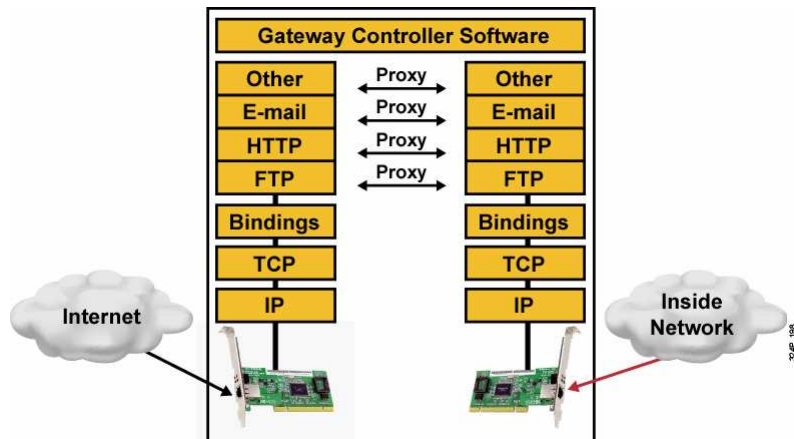 Gateway Controller Software
Other Proxy Other
E-mail Proxy E-mail
HTTP Proxy HTTP
FTP Proxy FTP
Bindings Bindings
TCP TCP
IP IP
Internet
Inside
Network